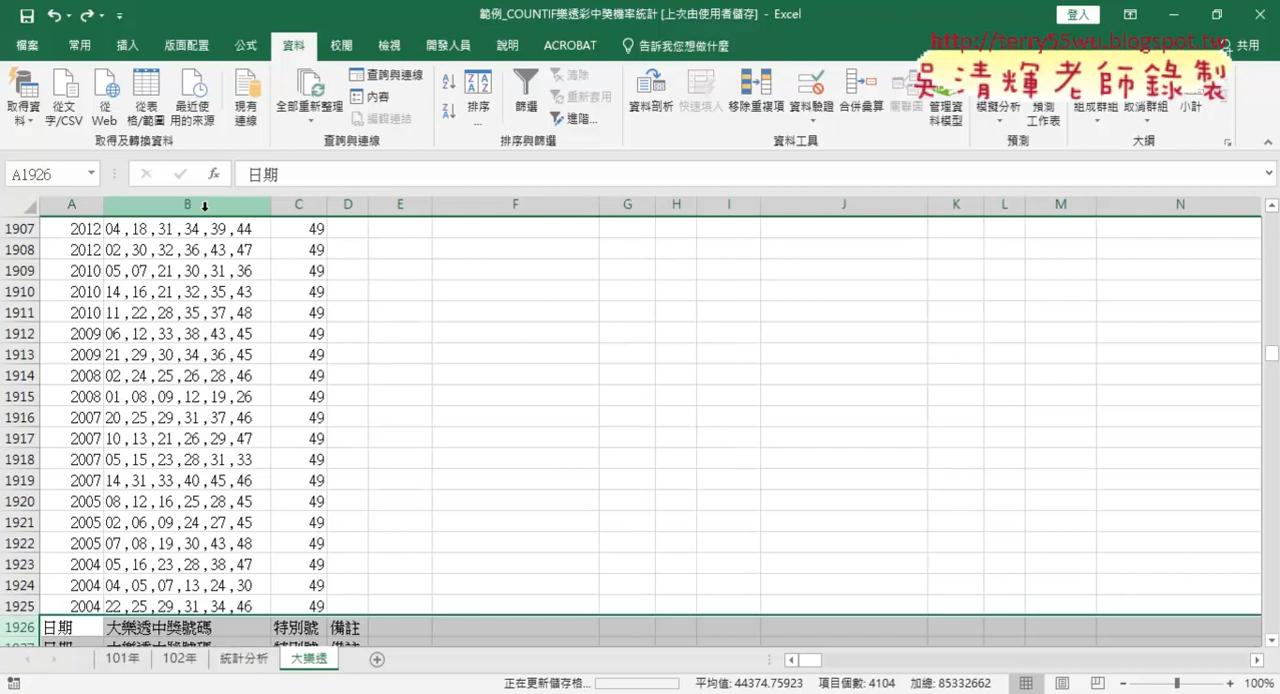 範例_COUNTIF樂透彩中獎機率統計 [上次由使用者儲存] - Excel
登入
檔案 常用 插入 版面配置 公式 資料 校閱 檢視 開發人員 說明 ACROBAT 告訴我您想做什麼 共用
http://terry55wu.blogspot.tw
吳清輝老師錄製
取得資料 從文字/CSV 從 Web 從表格/範圍 最近使用的來源 現有連線
全部重新整理 查詢與連線 內容 編輯連結
排序... 篩選 清除 重新套用 進階...
資料剖析 快速填入 移除重複項 資料驗證 合併彙算 關聯圖 管理資料模型
模擬分析 預測工作表 組成群組 取消群組 小計
取得及轉換資料 查詢與連線 排序與篩選 資料工具 預測 大綱
A1926 fx 日期
A B C D E F G H I J K L M N
1907 2012 04 ,18 ,31 ,34 ,39 ,44 49
1908 2012 02 ,30 ,32 ,36 ,43 ,47 49
1909 2010 05 ,07 ,21 ,30 ,31 ,36 49
1910 2010 14 ,16 ,21 ,32 ,35 ,43 49
1911 2010 11 ,22 ,28 ,35 ,37 ,48 49
1912 2009 06 ,12 ,33 ,38 ,43 ,45 49
1913 2009 21 ,29 ,30 ,34 ,36 ,45 49
1914 2008 02 ,24 ,25 ,26 ,28 ,46 49
1915 2008 01 ,08 ,09 ,12 ,19 ,26 49
1916 2007 20 ,25 ,29 ,31 ,37 ,46 49
1917 2007 10 ,13 ,21 ,26 ,29 ,47 49
1918 2007 05 ,15 ,23 ,28 ,31 ,33 49
1919 2007 14 ,31 ,33 ,40 ,45 ,46 49
1920 2005 08 ,12 ,16 ,25 ,28 ,45 49
1921 2005 02 ,06 ,09 ,24 ,27 ,45 49
1922 2005 07 ,08 ,19 ,30 ,43 ,48 49
1923 2004 05 ,16 ,23 ,28 ,38 ,47 49
1924 2004 04 ,05 ,07 ,13 ,24 ,30 49
1925 2004 22 ,25 ,29 ,31 ,34 ,46 49
1926 日期 大樂透中獎號碼 特別號 備註
101年 102年 統計分析 大樂透
正在更新儲存格... 平均值: 44374.75923 項目個數: 4104 加總: 85332662 100%